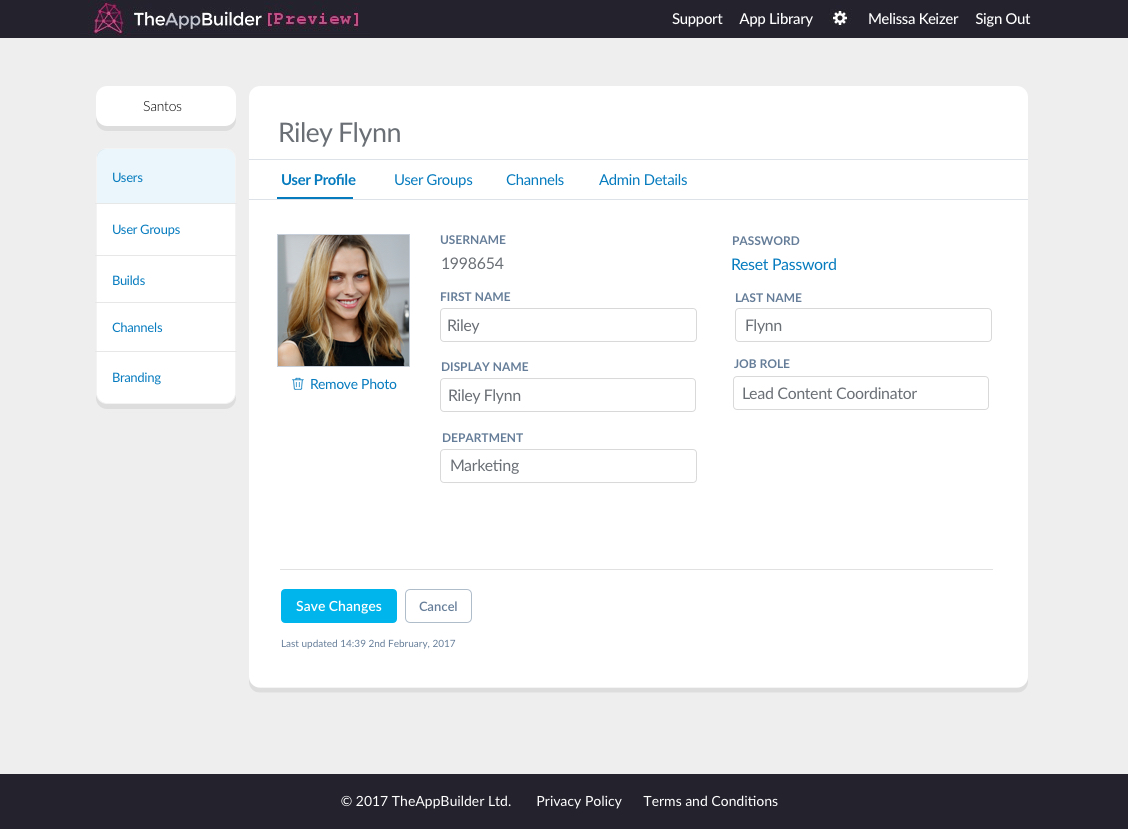 TheAppBuilder [Preview] Support App Library Melissa Keizer Sign Out
Santos
Users
User Groups
Builds
Channels
Branding
Riley Flynn
User Profile User Groups Channels Admin Details
Remove Photo
USERNAME
1998654
PASSWORD
Reset Password
FIRST NAME
Riley
LAST NAME
Flynn
DISPLAY NAME
Riley Flynn
JOB ROLE
Lead Content Coordinator
DEPARTMENT
Marketing
Save Changes Cancel
Last updated 14:39 2nd February, 2017
© 2017 TheAppBuilder Ltd. Privacy Policy Terms and Conditions